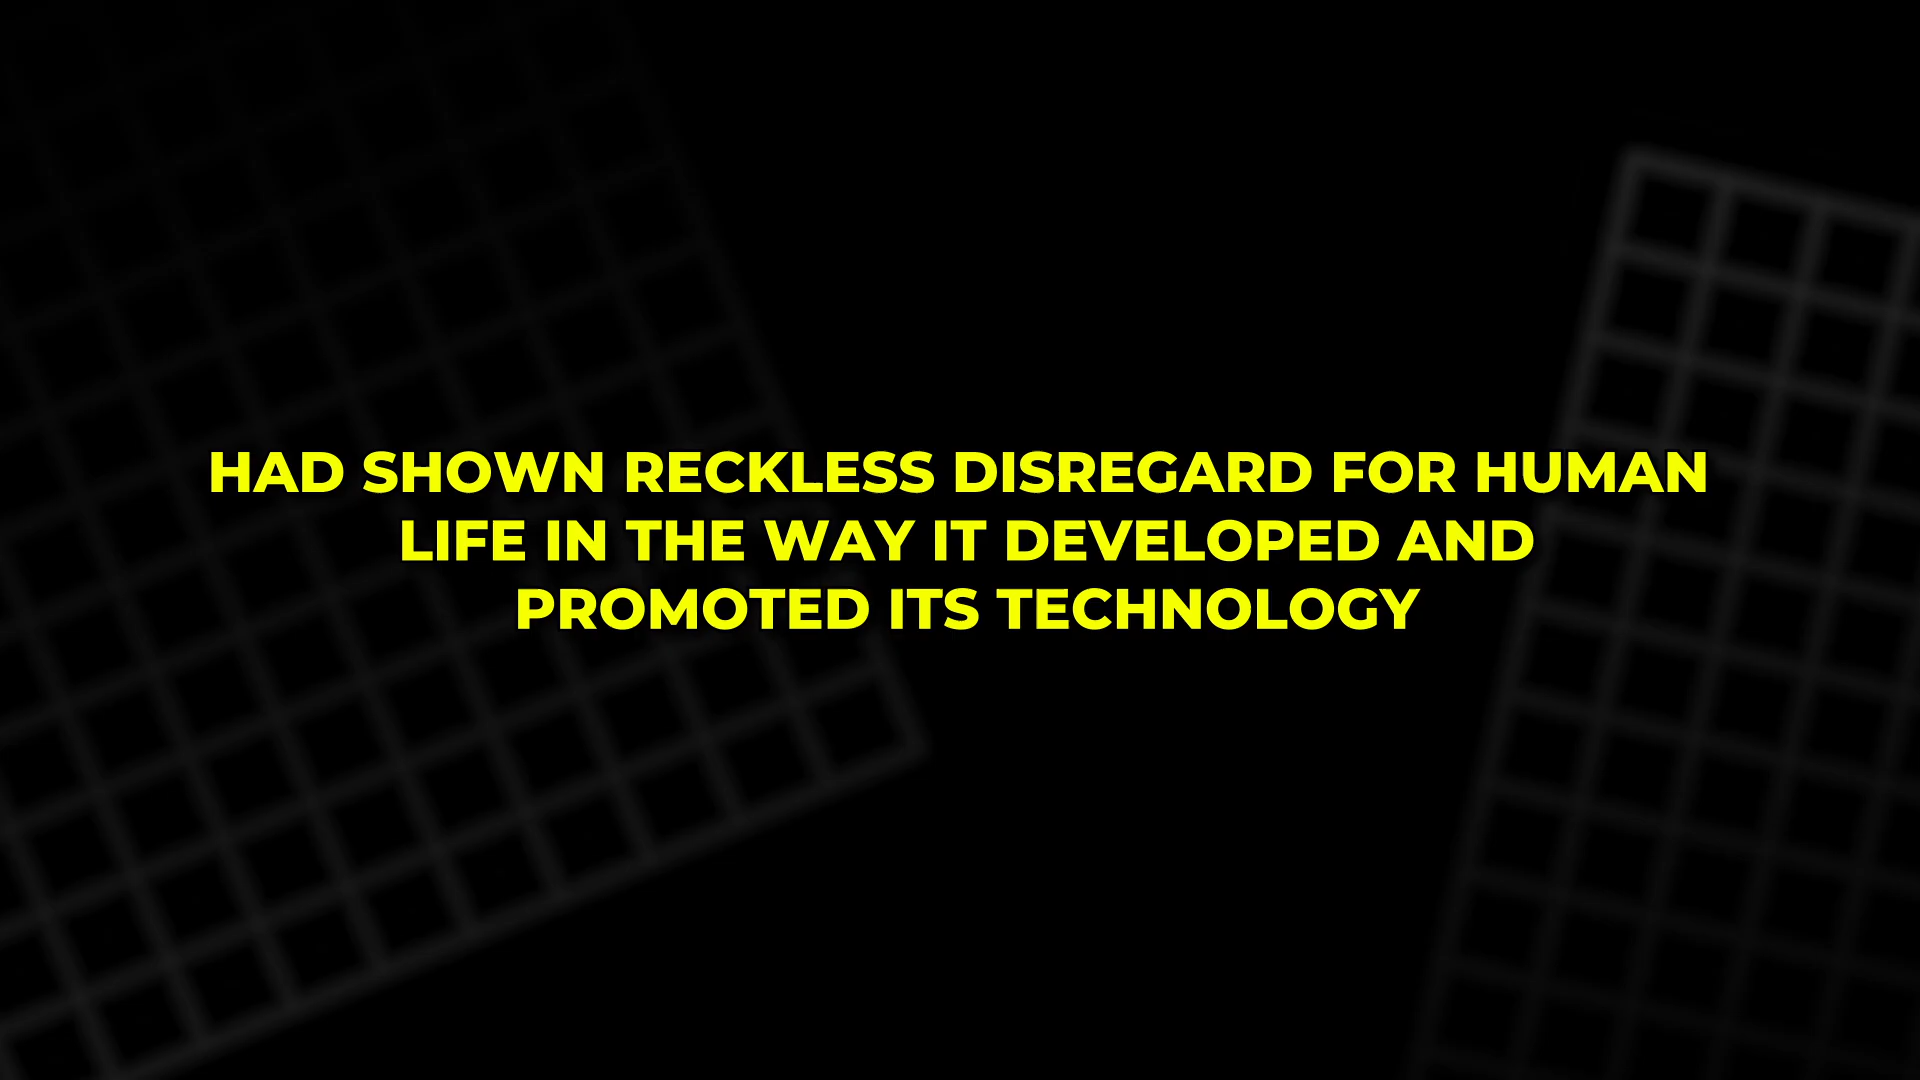 HAD SHOWN RECKLESS DISREGARD FOR HUMAN
LIFE IN THE WAY IT DEVELOPED AND
PROMOTED ITS TECHNOLOGY